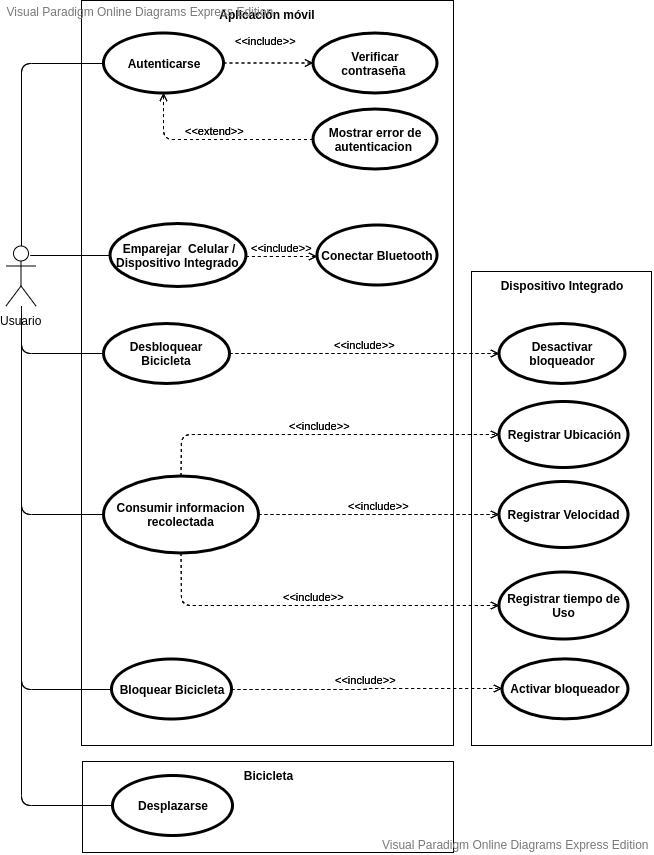 Visual Paradigm Online Diagrams Express Edition
Aplicación móvil
Autenticarse
<<include>>
Verificar
contraseña
<<extend>>
Mostrar error de
autenticacion
Emparejar Celular /
Dispositivo Integrado
<<include>>
Conectar Bluetooth
Usuario
Dispositivo Integrado
Desbloquear
Bicicleta
<<include>>
Desactivar
bloqueador
<<include>>
Registrar Ubicación
Consumir informacion
recolectada
<<include>>
Registrar Velocidad
<<include>>
Registrar tiempo de
Uso
Bloquear Bicicleta
<<include>>
Activar bloqueador
Bicicleta
Desplazarse
Visual Paradigm Online Diagrams Express Edition